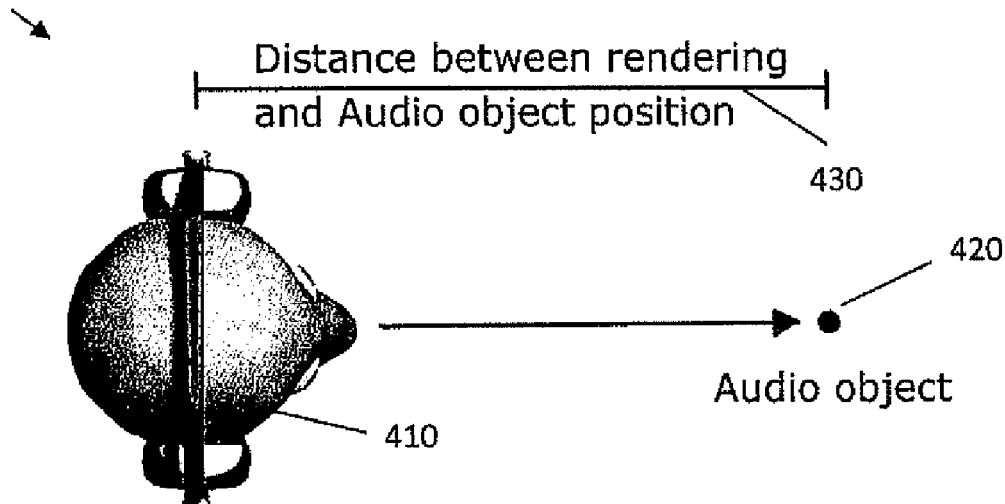 Distance between rendering
and Audio object position
430
420
Audio object
410